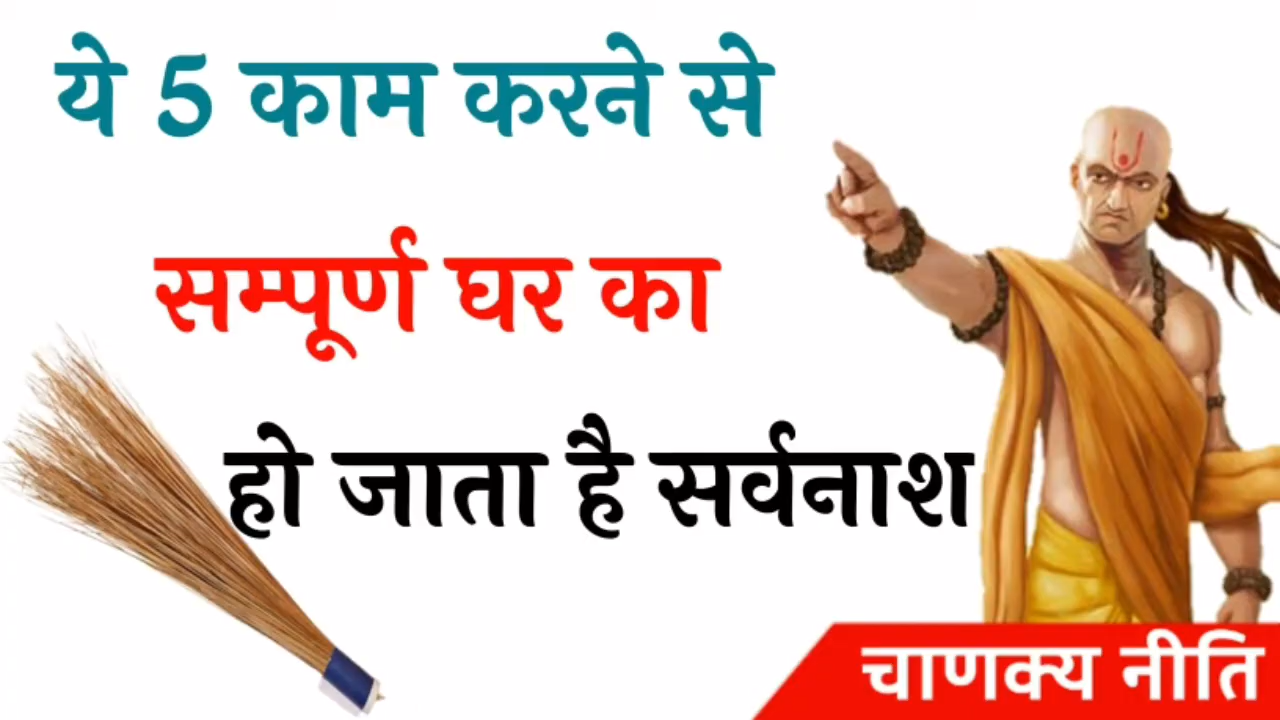 ये 5 काम करने से
सम्पूर्ण घर का
हो जाता है सर्वनाश
चाणक्य नीति